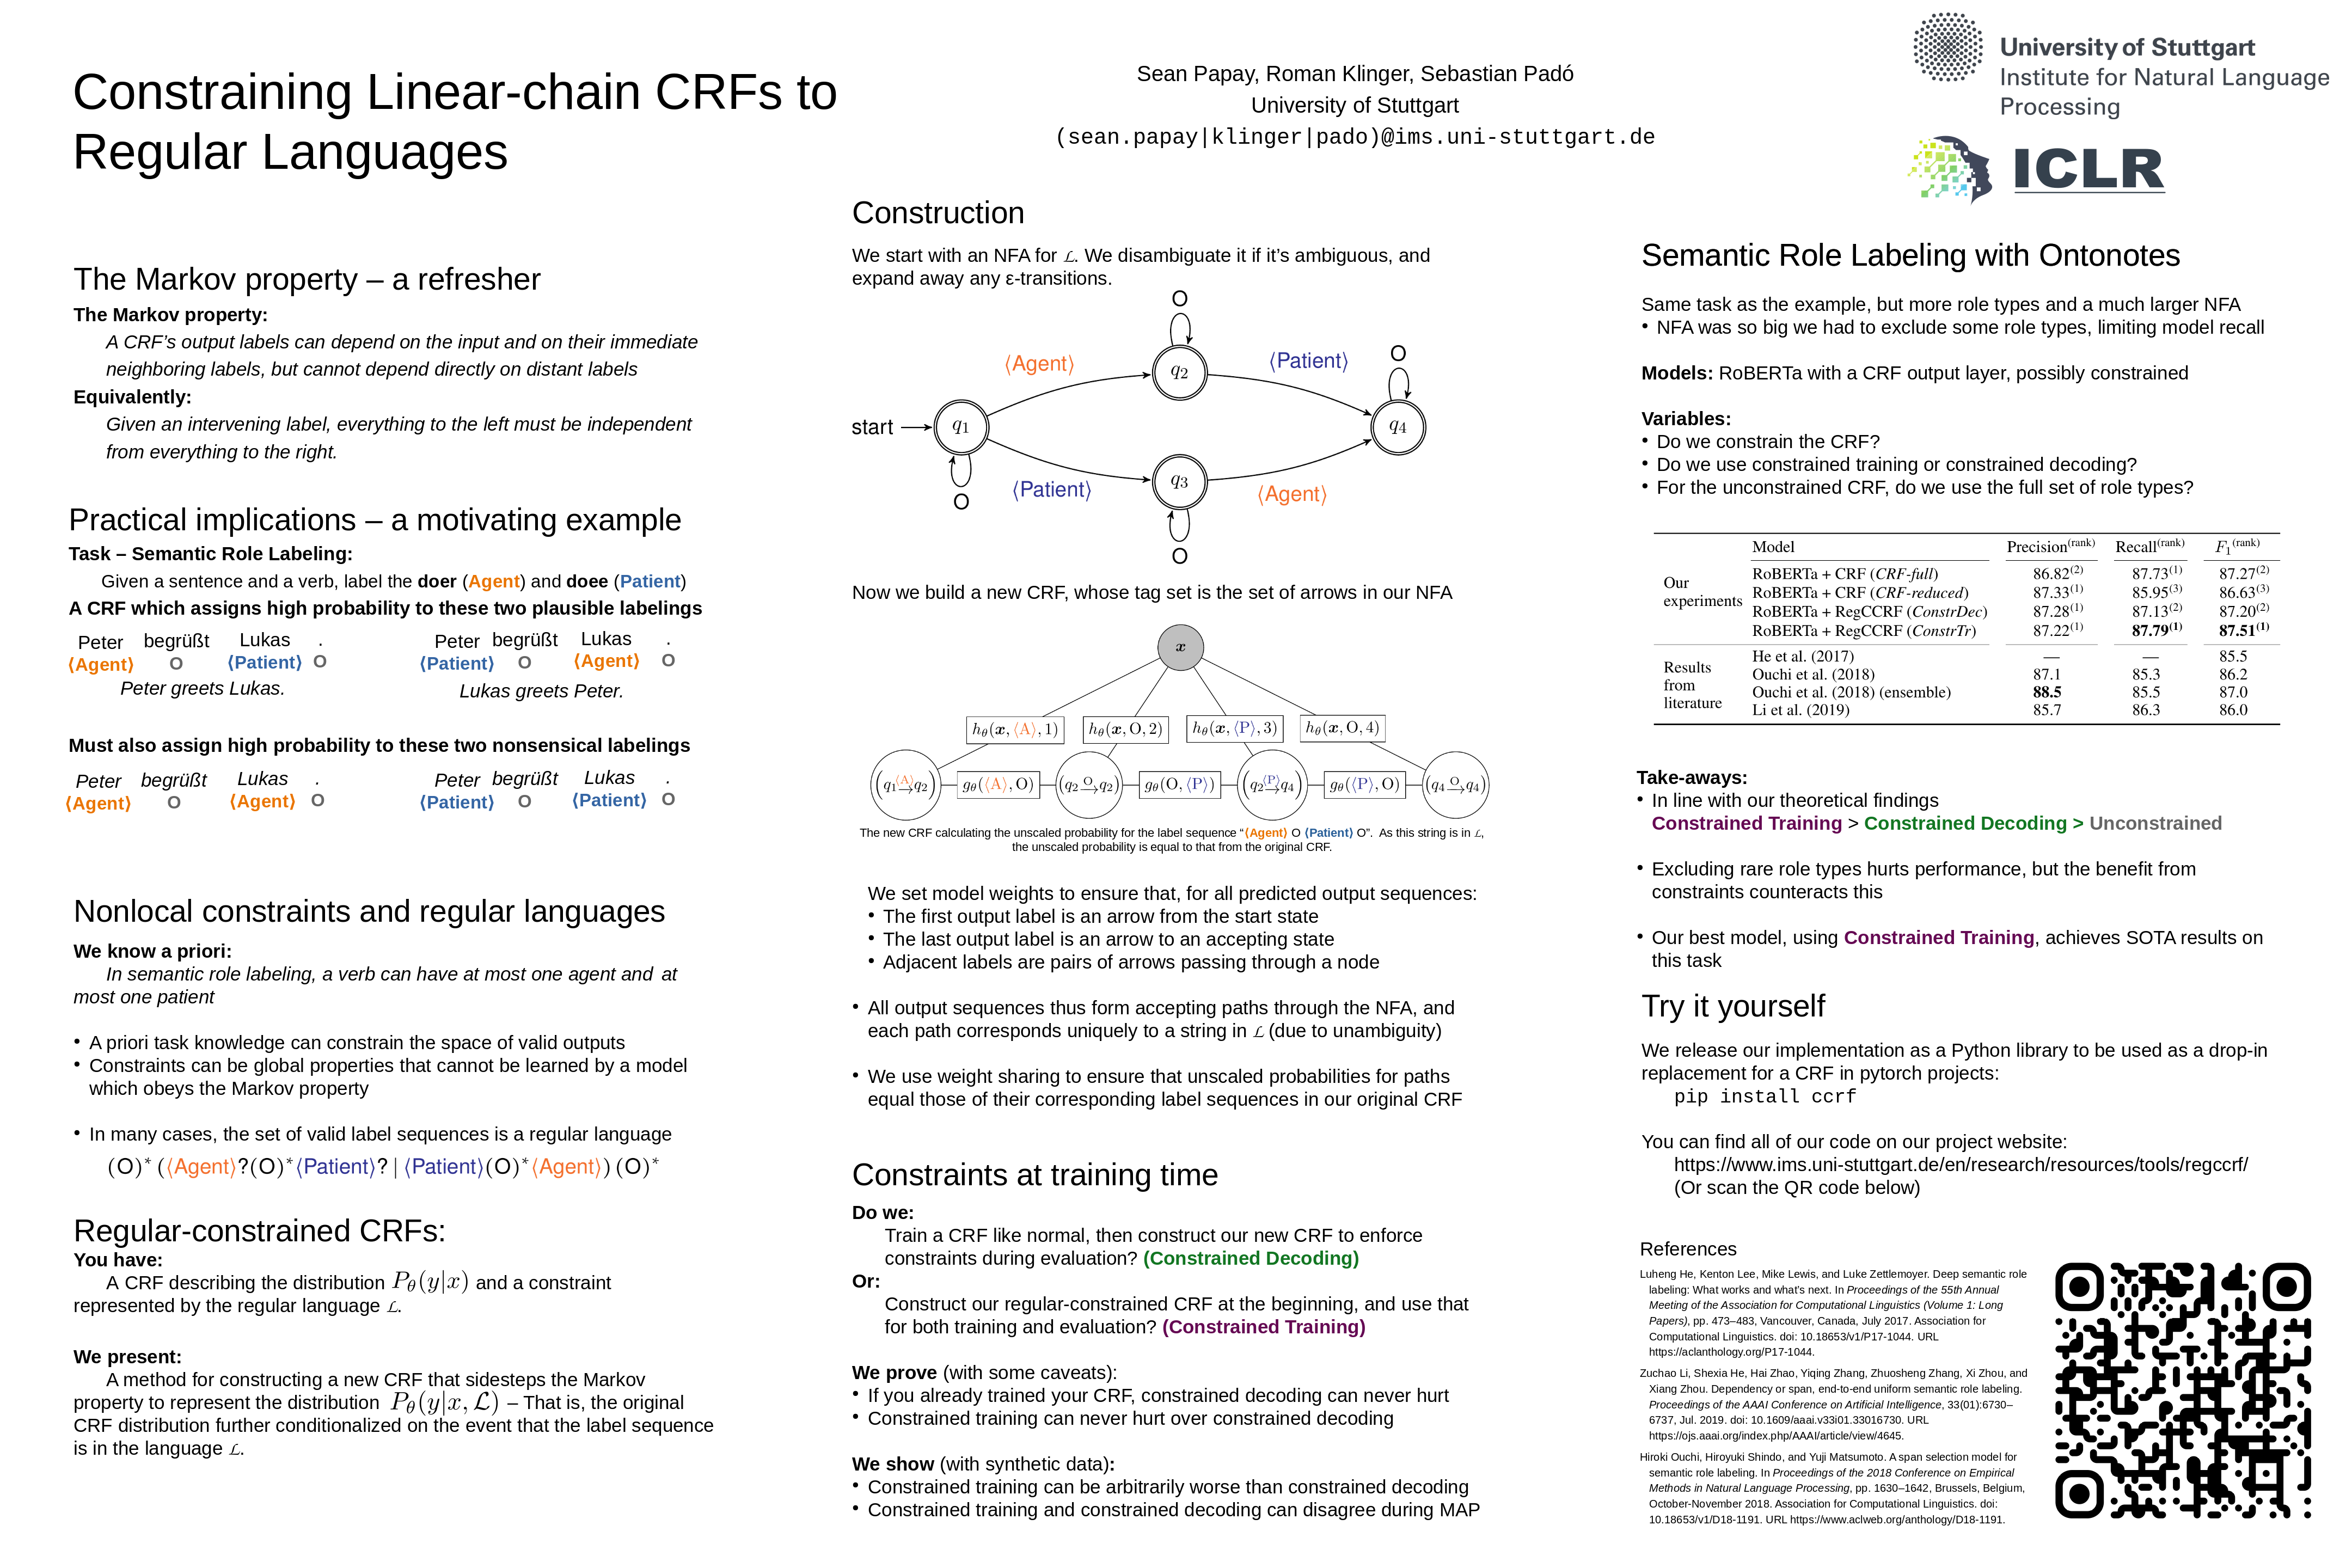 Constraining Linear-chain CRFs to
Regular Languages
Sean Papay, Roman Klinger, Sebastian Padó
University of Stuttgart
(sean.papay|klinger|pado)@ims.uni-stuttgart.de
University of Stuttgart
Institute for Natural Language
Processing
ICLR
The Markov property – a refresher
The Markov property:
A CRF's output labels can depend on the input and on their immediate
neighboring labels, but cannot depend directly on distant labels
Equivalently:
Given an intervening label, everything to the left must be independent
from everything to the right.
Practical implications – a motivating example
Task – Semantic Role Labeling:
Given a sentence and a verb, label the doer (Agent) and doee (Patient)
A CRF which assigns high probability to these two plausible labelings
Peter begrüßt Lukas . Peter begrüßt Lukas .
⟨Agent⟩ O ⟨Patient⟩ O ⟨Patient⟩ O ⟨Agent⟩ O
Peter greets Lukas. Lukas greets Peter.
Must also assign high probability to these two nonsensical labelings
Peter begrüßt Lukas . Peter begrüßt Lukas .
⟨Agent⟩ O ⟨Agent⟩ O ⟨Patient⟩ O ⟨Patient⟩ O
Nonlocal constraints and regular languages
We know a priori:
In semantic role labeling, a verb can have at most one agent and at
most one patient
• A priori task knowledge can constrain the space of valid outputs
• Constraints can be global properties that cannot be learned by a model
which obeys the Markov property
• In many cases, the set of valid label sequences is a regular language
(O)* (⟨Agent⟩?(O)*⟨Patient⟩? | ⟨Patient⟩(O)*⟨Agent⟩) (O)*
Regular-constrained CRFs:
You have:
A CRF describing the distribution Pθ(y|x) and a constraint
represented by the regular language ℒ.
We present:
A method for constructing a new CRF that sidesteps the Markov
property to represent the distribution Pθ(y|x, ℒ) – That is, the original
CRF distribution further conditionalized on the event that the label sequence
is in the language ℒ.
Construction
We start with an NFA for ℒ. We disambiguate it if it's ambiguous, and
expand away any ε-transitions.
O
⟨Agent⟩ q2 ⟨Patient⟩ O
start q1 q4
O ⟨Patient⟩ q3 ⟨Agent⟩
O
Now we build a new CRF, whose tag set is the set of arrows in our NFA
x
hθ(x, ⟨A⟩, 1) hθ(x, O, 2) hθ(x, ⟨P⟩, 3) hθ(x, O, 4)
(q1 ⟨A⟩→ q2) gθ(⟨A⟩, O) (q2 O→ q2) gθ(O, ⟨P⟩) (q2 ⟨P⟩→ q4) gθ(⟨P⟩, O) (q4 O→ q4)
The new CRF calculating the unscaled probability for the label sequence “⟨Agent⟩ O ⟨Patient⟩ O”. As this string is in ℒ,
the unscaled probability is equal to that from the original CRF.
We set model weights to ensure that, for all predicted output sequences:
• The first output label is an arrow from the start state
• The last output label is an arrow to an accepting state
• Adjacent labels are pairs of arrows passing through a node
• All output sequences thus form accepting paths through the NFA, and
each path corresponds uniquely to a string in ℒ (due to unambiguity)
• We use weight sharing to ensure that unscaled probabilities for paths
equal those of their corresponding label sequences in our original CRF
Constraints at training time
Do we:
Train a CRF like normal, then construct our new CRF to enforce
constraints during evaluation? (Constrained Decoding)
Or:
Construct our regular-constrained CRF at the beginning, and use that
for both training and evaluation? (Constrained Training)
We prove (with some caveats):
• If you already trained your CRF, constrained decoding can never hurt
• Constrained training can never hurt over constrained decoding
We show (with synthetic data):
• Constrained training can be arbitrarily worse than constrained decoding
• Constrained training and constrained decoding can disagree during MAP
Semantic Role Labeling with Ontonotes
Same task as the example, but more role types and a much larger NFA
• NFA was so big we had to exclude some role types, limiting model recall
Models: RoBERTa with a CRF output layer, possibly constrained
Variables:
• Do we constrain the CRF?
• Do we use constrained training or constrained decoding?
• For the unconstrained CRF, do we use the full set of role types?
Model Precision(rank) Recall(rank) F1(rank)
Our experiments
RoBERTa + CRF (CRF-full) 86.82(2) 87.73(1) 87.27(2)
RoBERTa + CRF (CRF-reduced) 87.33(1) 85.95(3) 86.63(3)
RoBERTa + RegCCRF (ConstrDec) 87.28(1) 87.13(2) 87.20(2)
RoBERTa + RegCCRF (ConstrTr) 87.22(1) 87.79(1) 87.51(1)
Results from literature
He et al. (2017) — — 85.5
Ouchi et al. (2018) 87.1 85.3 86.2
Ouchi et al. (2018) (ensemble) 88.5 85.5 87.0
Li et al. (2019) 85.7 86.3 86.0
Take-aways:
• In line with our theoretical findings
Constrained Training > Constrained Decoding > Unconstrained
• Excluding rare role types hurts performance, but the benefit from
constraints counteracts this
• Our best model, using Constrained Training, achieves SOTA results on
this task
Try it yourself
We release our implementation as a Python library to be used as a drop-in
replacement for a CRF in pytorch projects:
pip install ccrf
You can find all of our code on our project website:
https://www.ims.uni-stuttgart.de/en/research/resources/tools/regccrf/
(Or scan the QR code below)
References
Luheng He, Kenton Lee, Mike Lewis, and Luke Zettlemoyer. Deep semantic role
labeling: What works and what's next. In Proceedings of the 55th Annual
Meeting of the Association for Computational Linguistics (Volume 1: Long
Papers), pp. 473–483, Vancouver, Canada, July 2017. Association for
Computational Linguistics. doi: 10.18653/v1/P17-1044. URL
https://aclanthology.org/P17-1044.
Zuchao Li, Shexia He, Hai Zhao, Yiqing Zhang, Zhuosheng Zhang, Xi Zhou, and
Xiang Zhou. Dependency or span, end-to-end uniform semantic role labeling.
Proceedings of the AAAI Conference on Artificial Intelligence, 33(01):6730–
6737, Jul. 2019. doi: 10.1609/aaai.v33i01.33016730. URL
https://ojs.aaai.org/index.php/AAAI/article/view/4645.
Hiroki Ouchi, Hiroyuki Shindo, and Yuji Matsumoto. A span selection model for
semantic role labeling. In Proceedings of the 2018 Conference on Empirical
Methods in Natural Language Processing, pp. 1630–1642, Brussels, Belgium,
October-November 2018. Association for Computational Linguistics. doi:
10.18653/v1/D18-1191. URL https://www.aclweb.org/anthology/D18-1191.